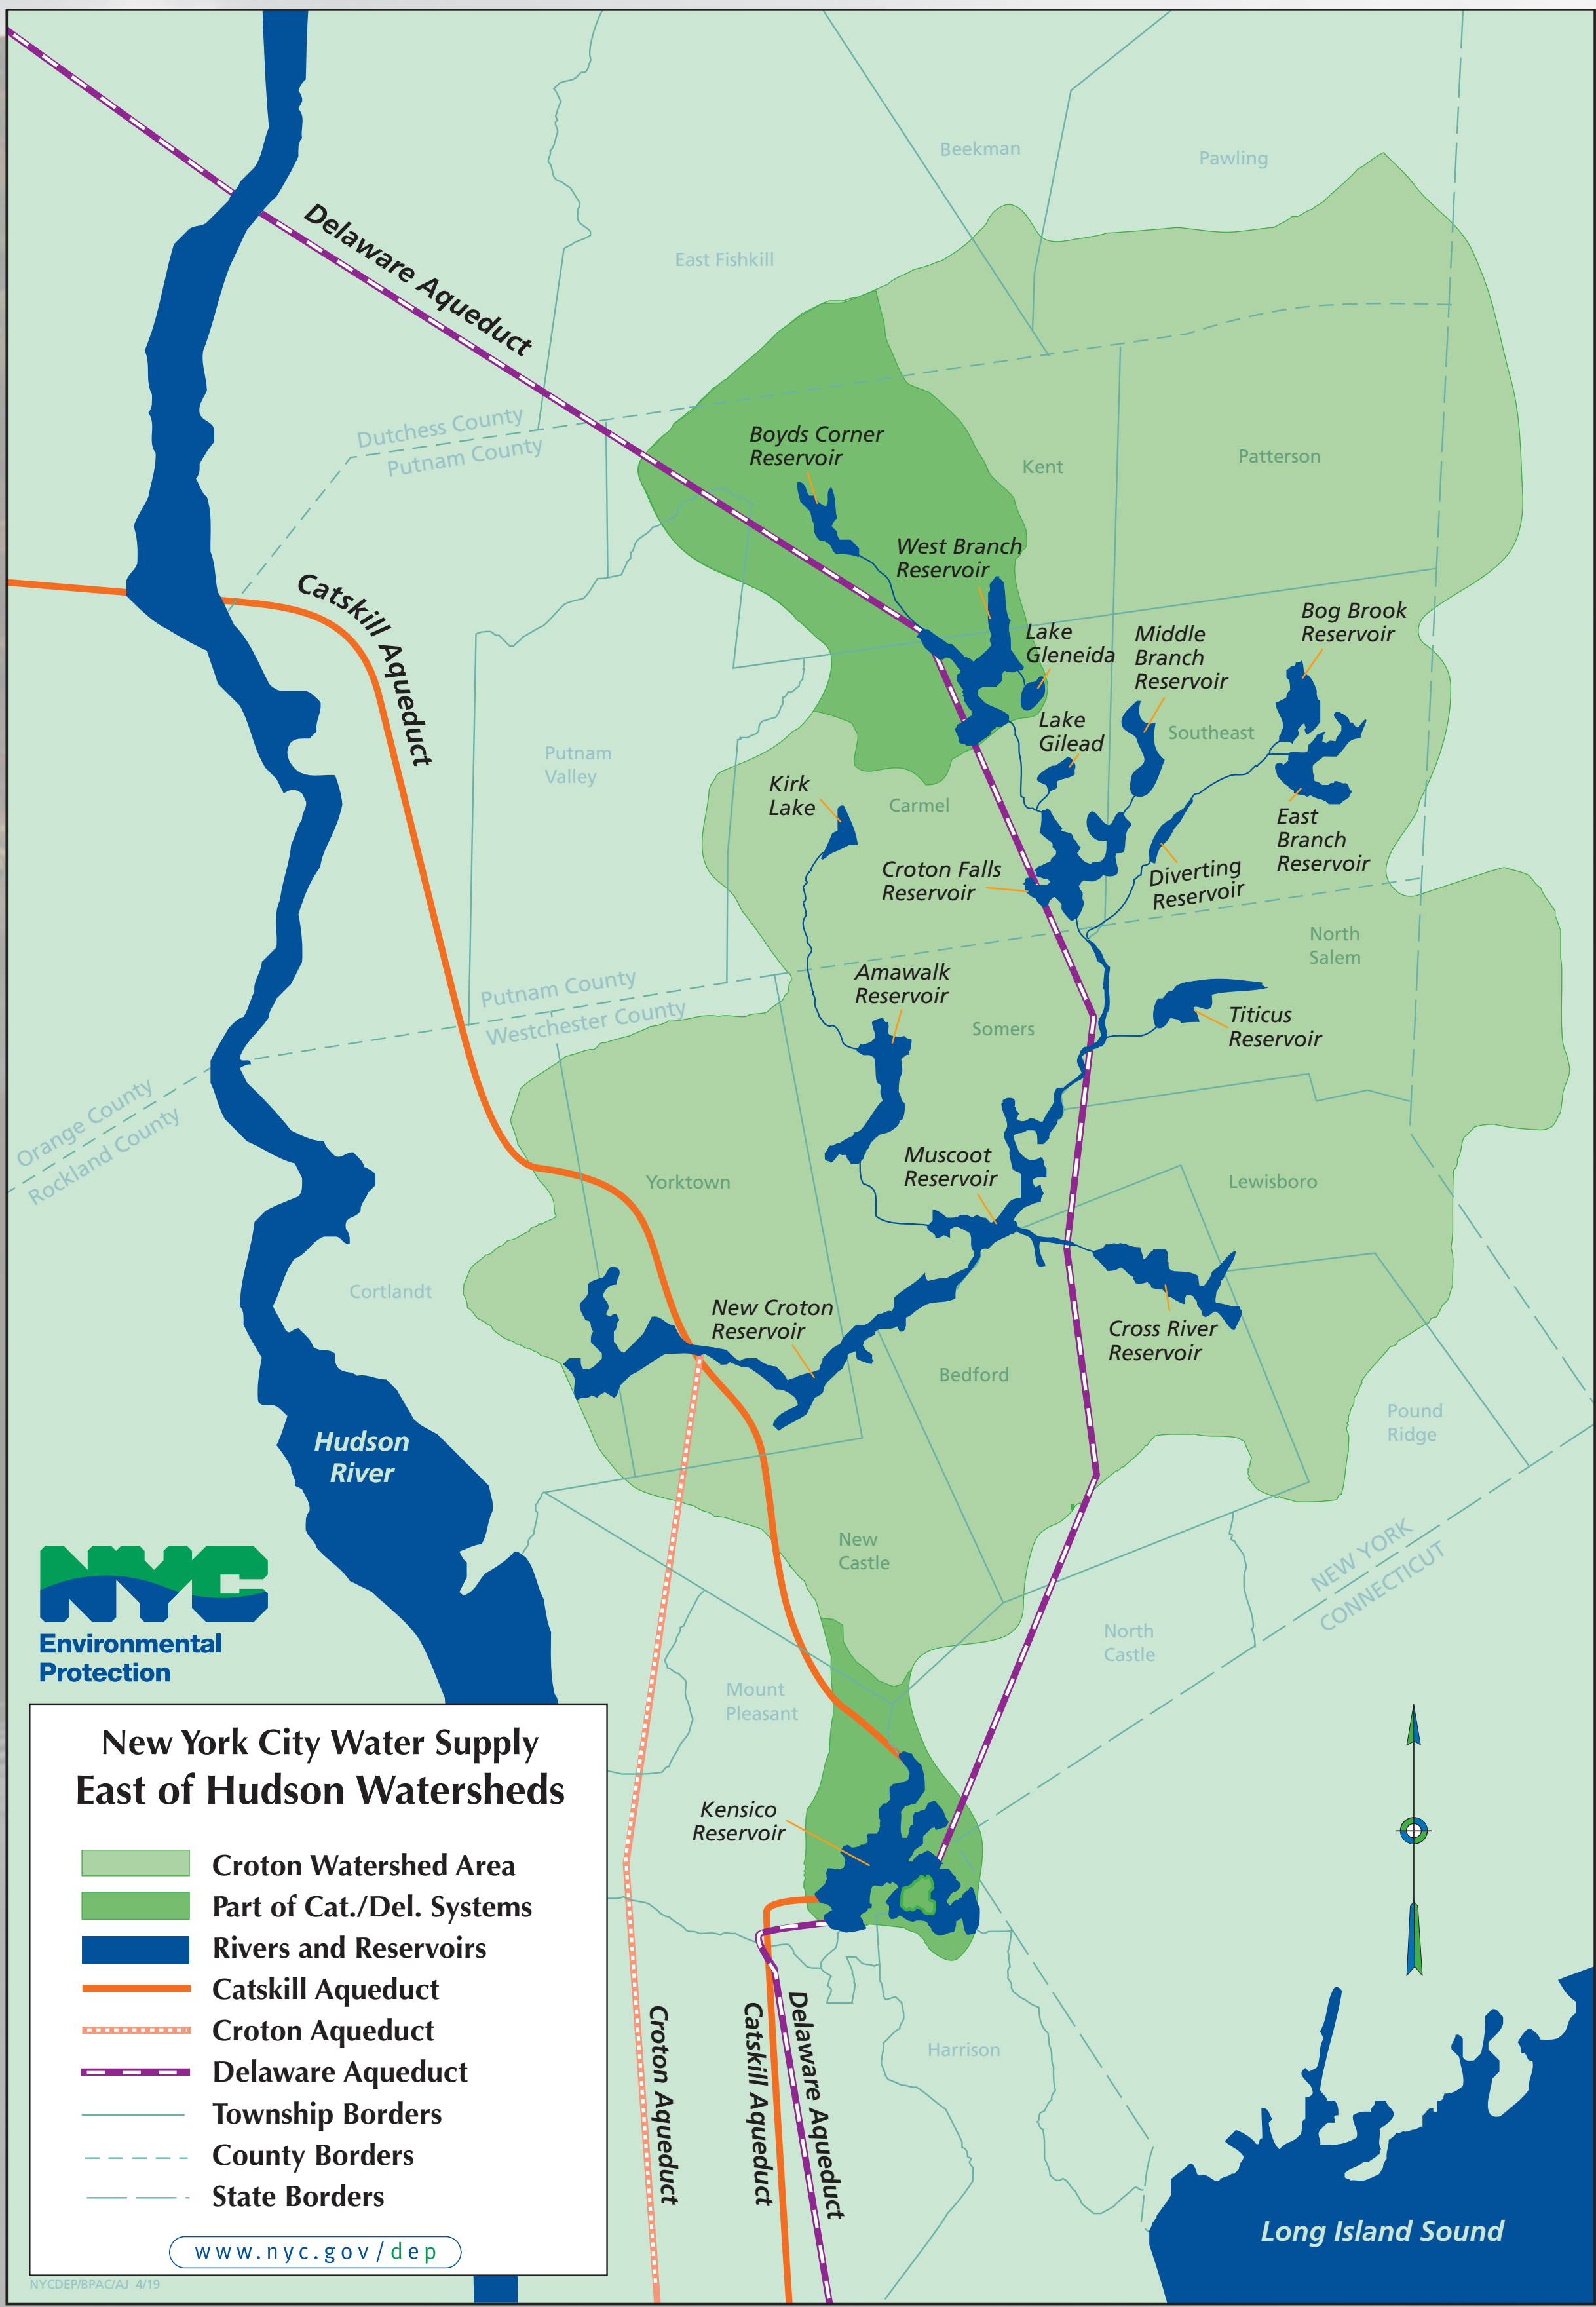 Beekman
Pawling
Delaware Aqueduct
East Fishkill
Dutchess County
Putnam County
Boyds Corner
Reservoir
Kent
Patterson
West Branch
Reservoir
Catskill Aqueduct
Lake
Gleneida
Middle
Branch
Reservoir
Bog Brook
Reservoir
Lake
Gilead
Southeast
Putnam
Valley
Kirk
Lake
Carmel
East
Branch
Reservoir
Croton Falls
Reservoir
Diverting
Reservoir
North
Salem
Amawalk
Reservoir
Putnam County
Westchester County
Somers
Titicus
Reservoir
Orange County
Rockland County
Muscoot
Reservoir
Yorktown
Lewisboro
Cortlandt
New Croton
Reservoir
Cross River
Reservoir
Bedford
Pound
Ridge
Hudson
River
New
Castle
NEW YORK
CONNECTICUT
NYC
Environmental
Protection
North
Castle
Mount
Pleasant
New York City Water Supply
East of Hudson Watersheds
Croton Watershed Area
Part of Cat./Del. Systems
Rivers and Reservoirs
Catskill Aqueduct
Croton Aqueduct
Delaware Aqueduct
Township Borders
County Borders
State Borders
www.nyc.gov/dep
NYCDEP/BPAC/AJ 4/19
Kensico
Reservoir
Croton Aqueduct
Catskill Aqueduct
Delaware Aqueduct
Harrison
Long Island Sound